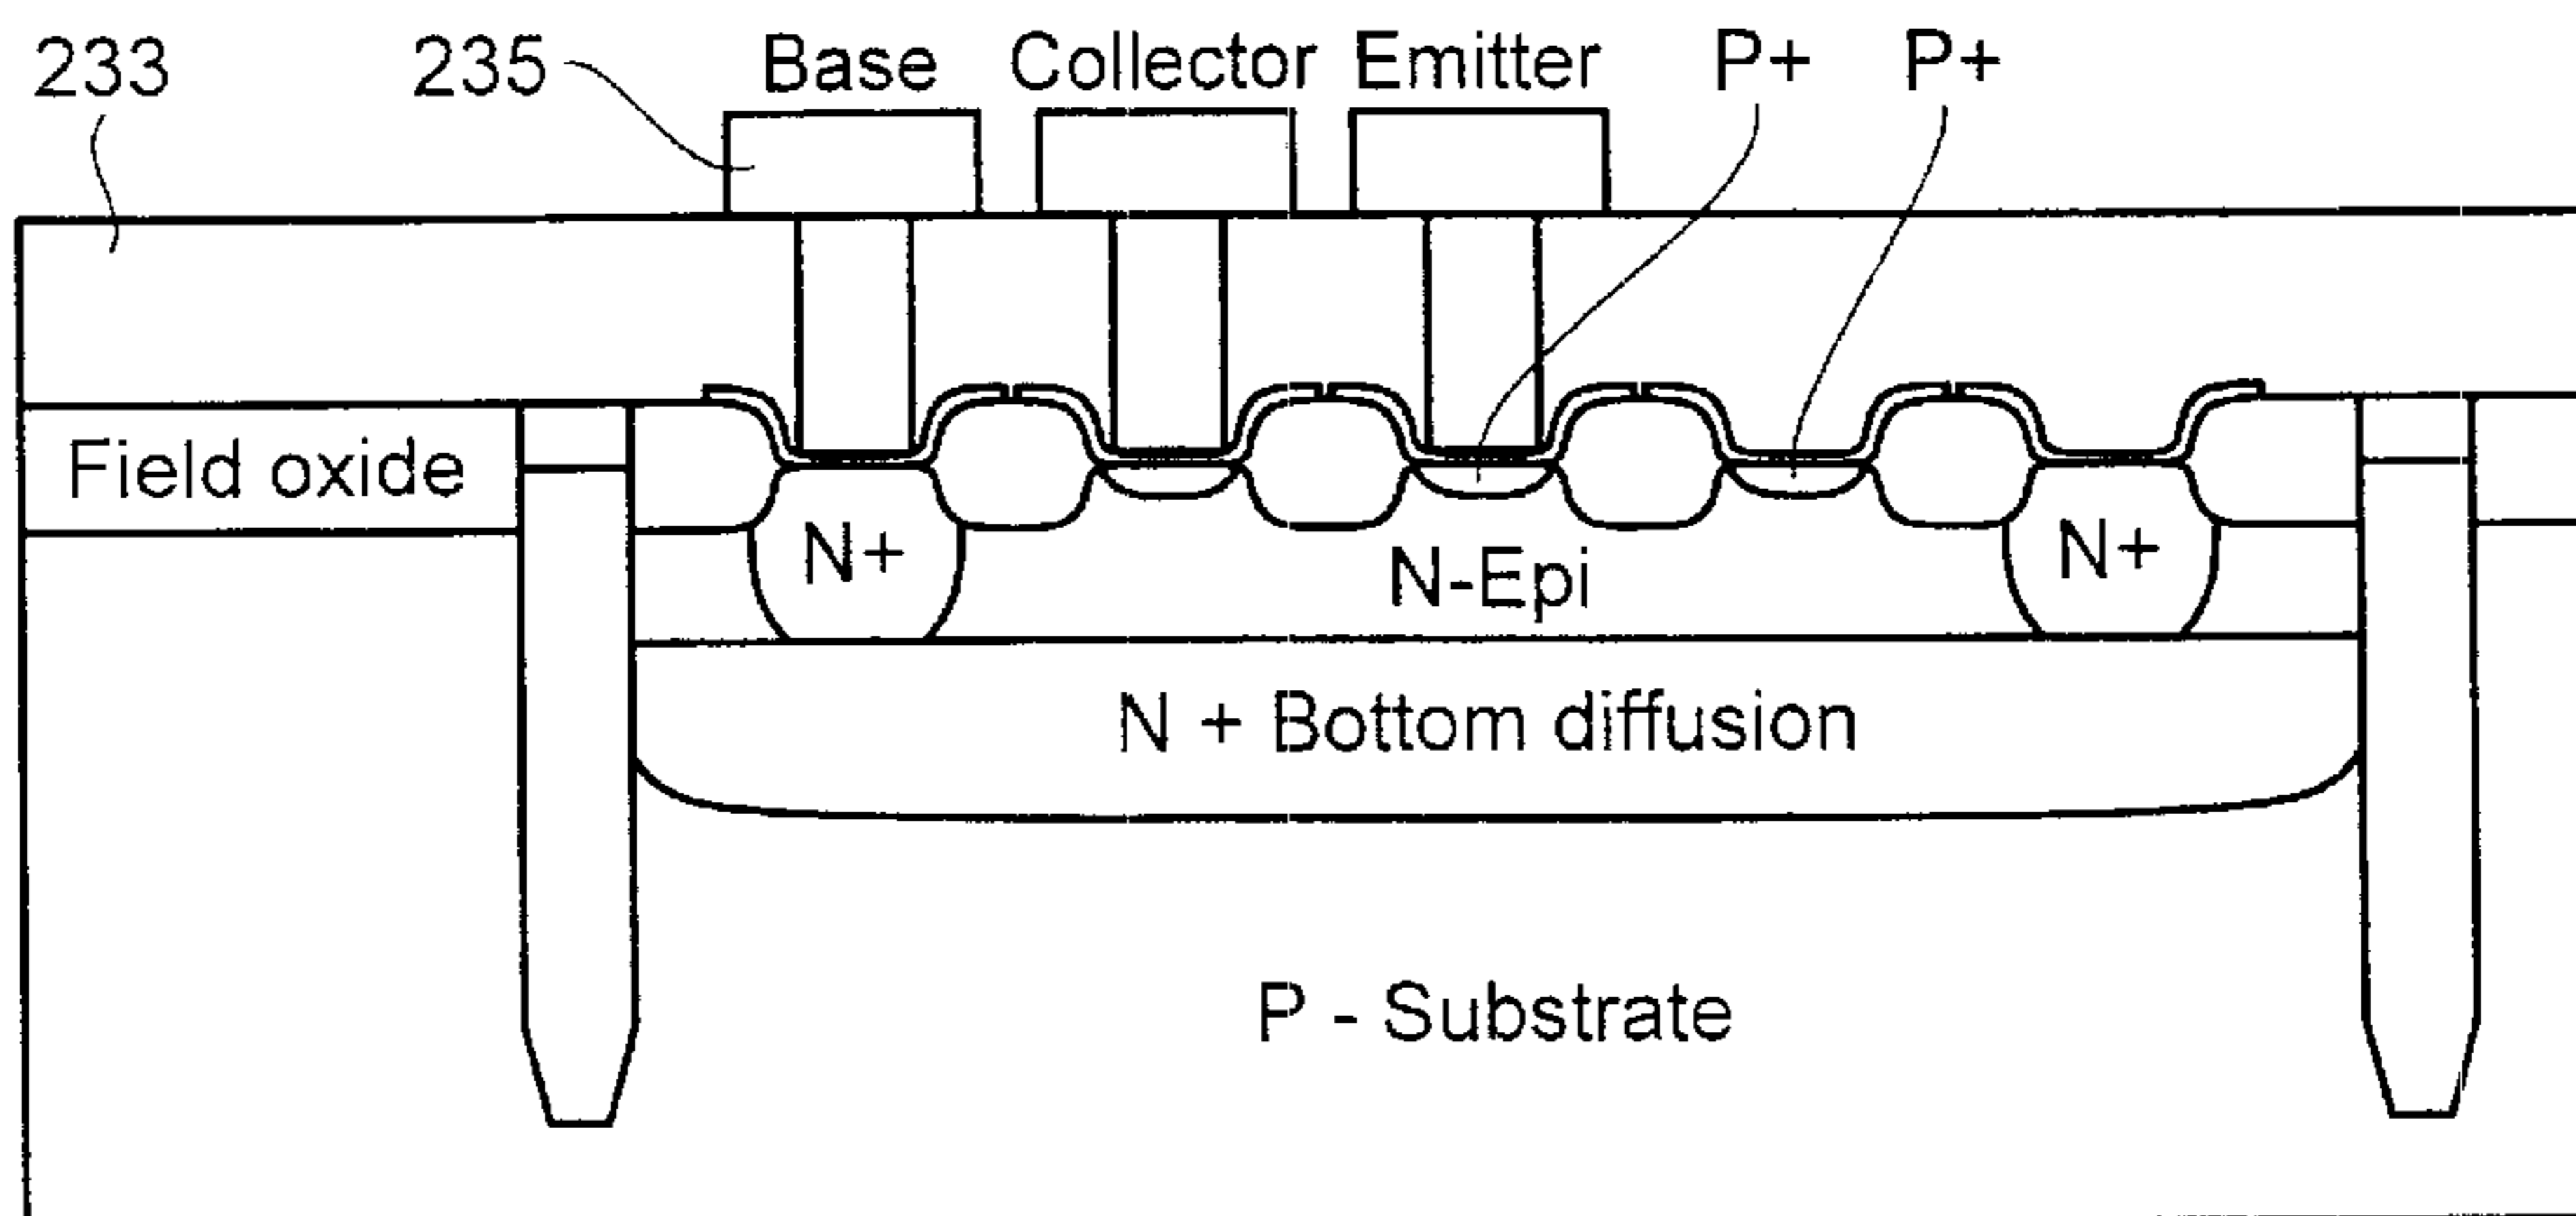 233 235 Base Collector Emitter P+ P+
Field oxide
N+ N-Epi N+
N + Bottom diffusion
P - Substrate